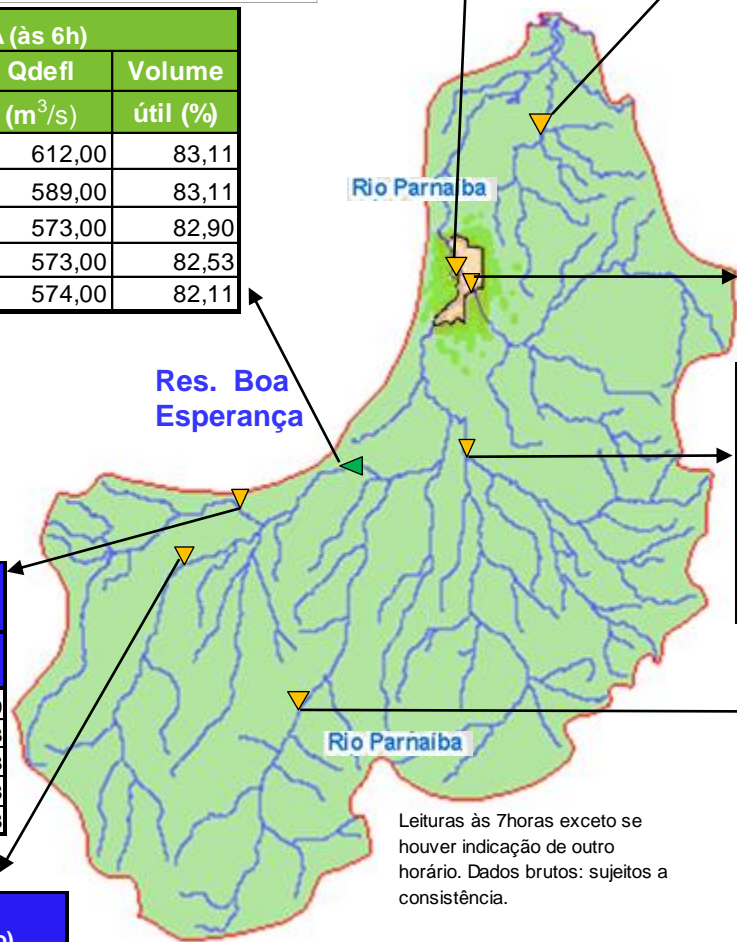 (às 6h)
Qdefl Volume
(m³/s) útil (%)
612,00 83,11
589,00 83,11
573,00 82,90
573,00 82,53
574,00 82,11
Rio Parnaíba
Res. Boa
Esperança
Rio Parnaíba
Leituras às 7horas exceto se
houver indicação de outro
horário. Dados brutos: sujeitos a
consistência.